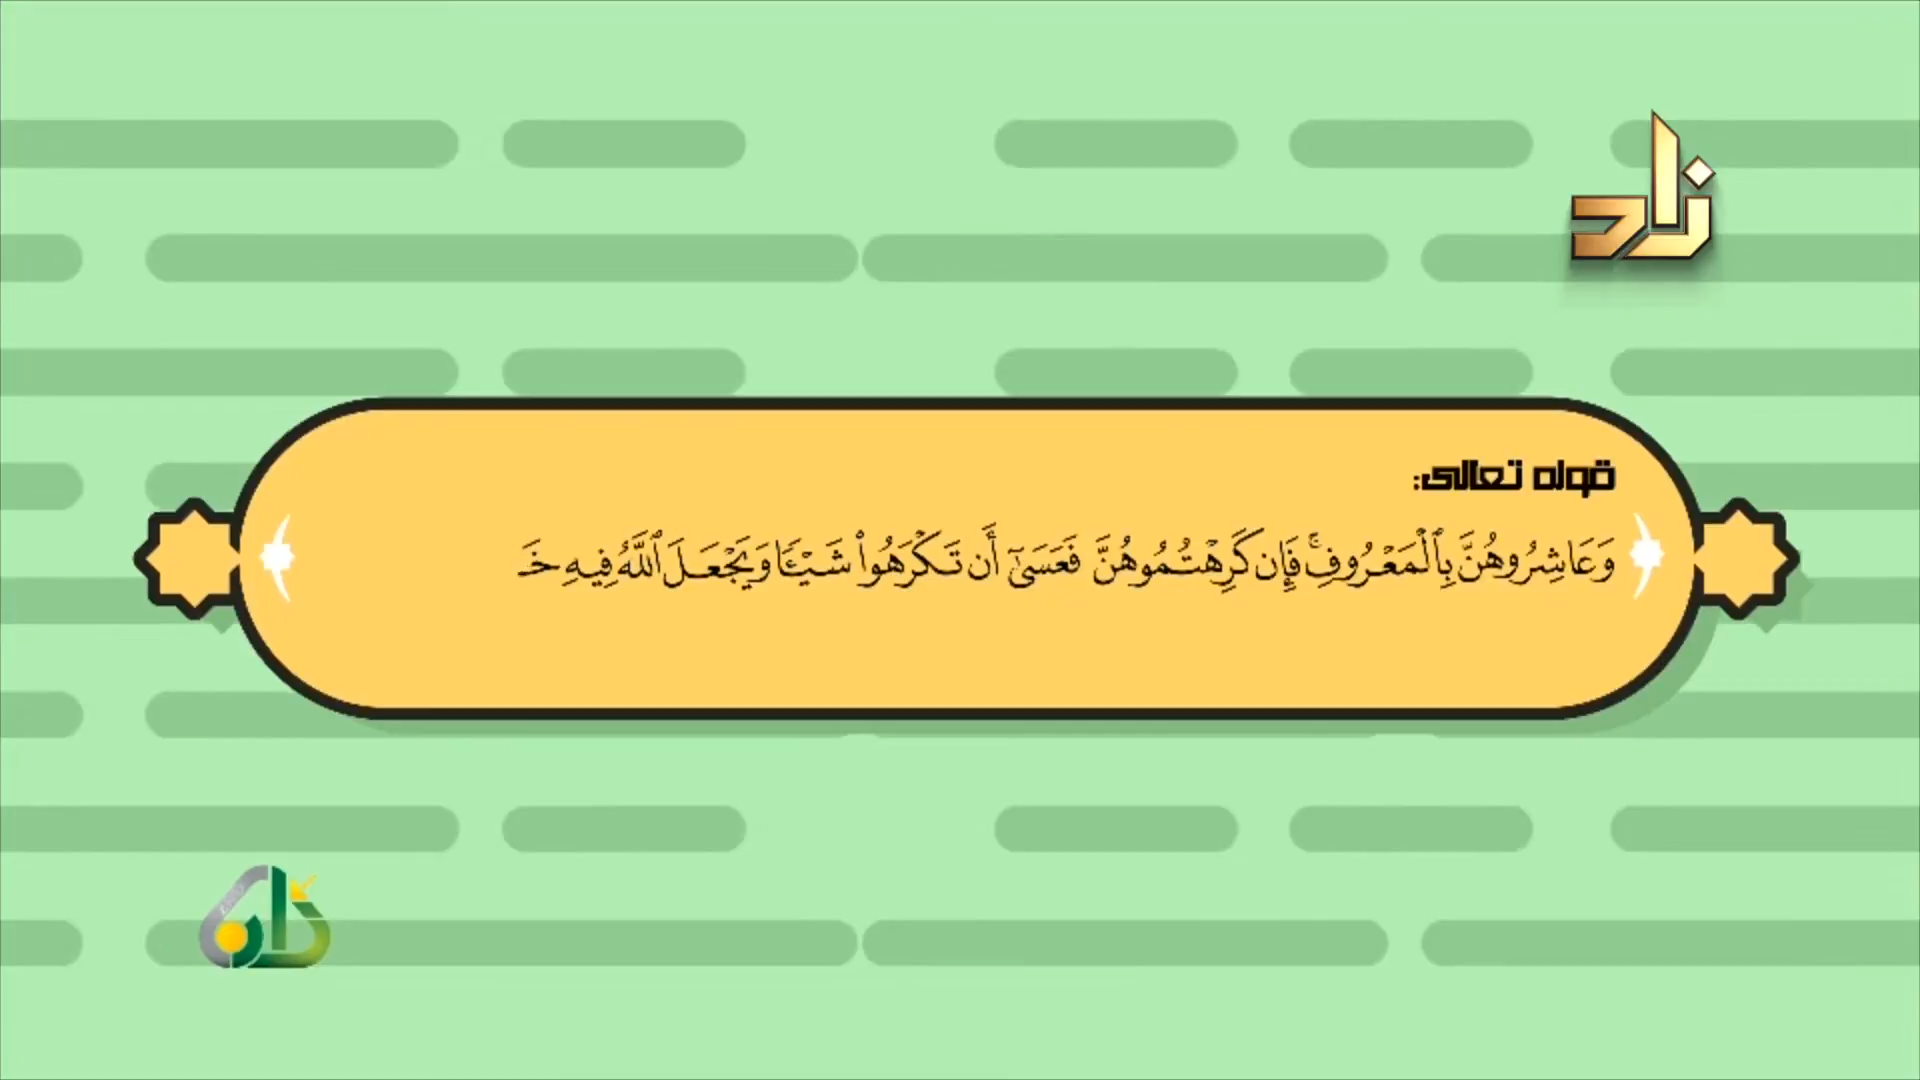 زاد
قوله تعالى:
﴿وَعَاشِرُوهُنَّ بِٱلْمَعْرُوفِۚ فَإِن كَرِهْتُمُوهُنَّ فَعَسَىٰٓ أَن تَكْرَهُوا۟ شَيْـًٔا وَيَجْعَلَ ٱللَّهُ فِيهِ خَـ ﴾